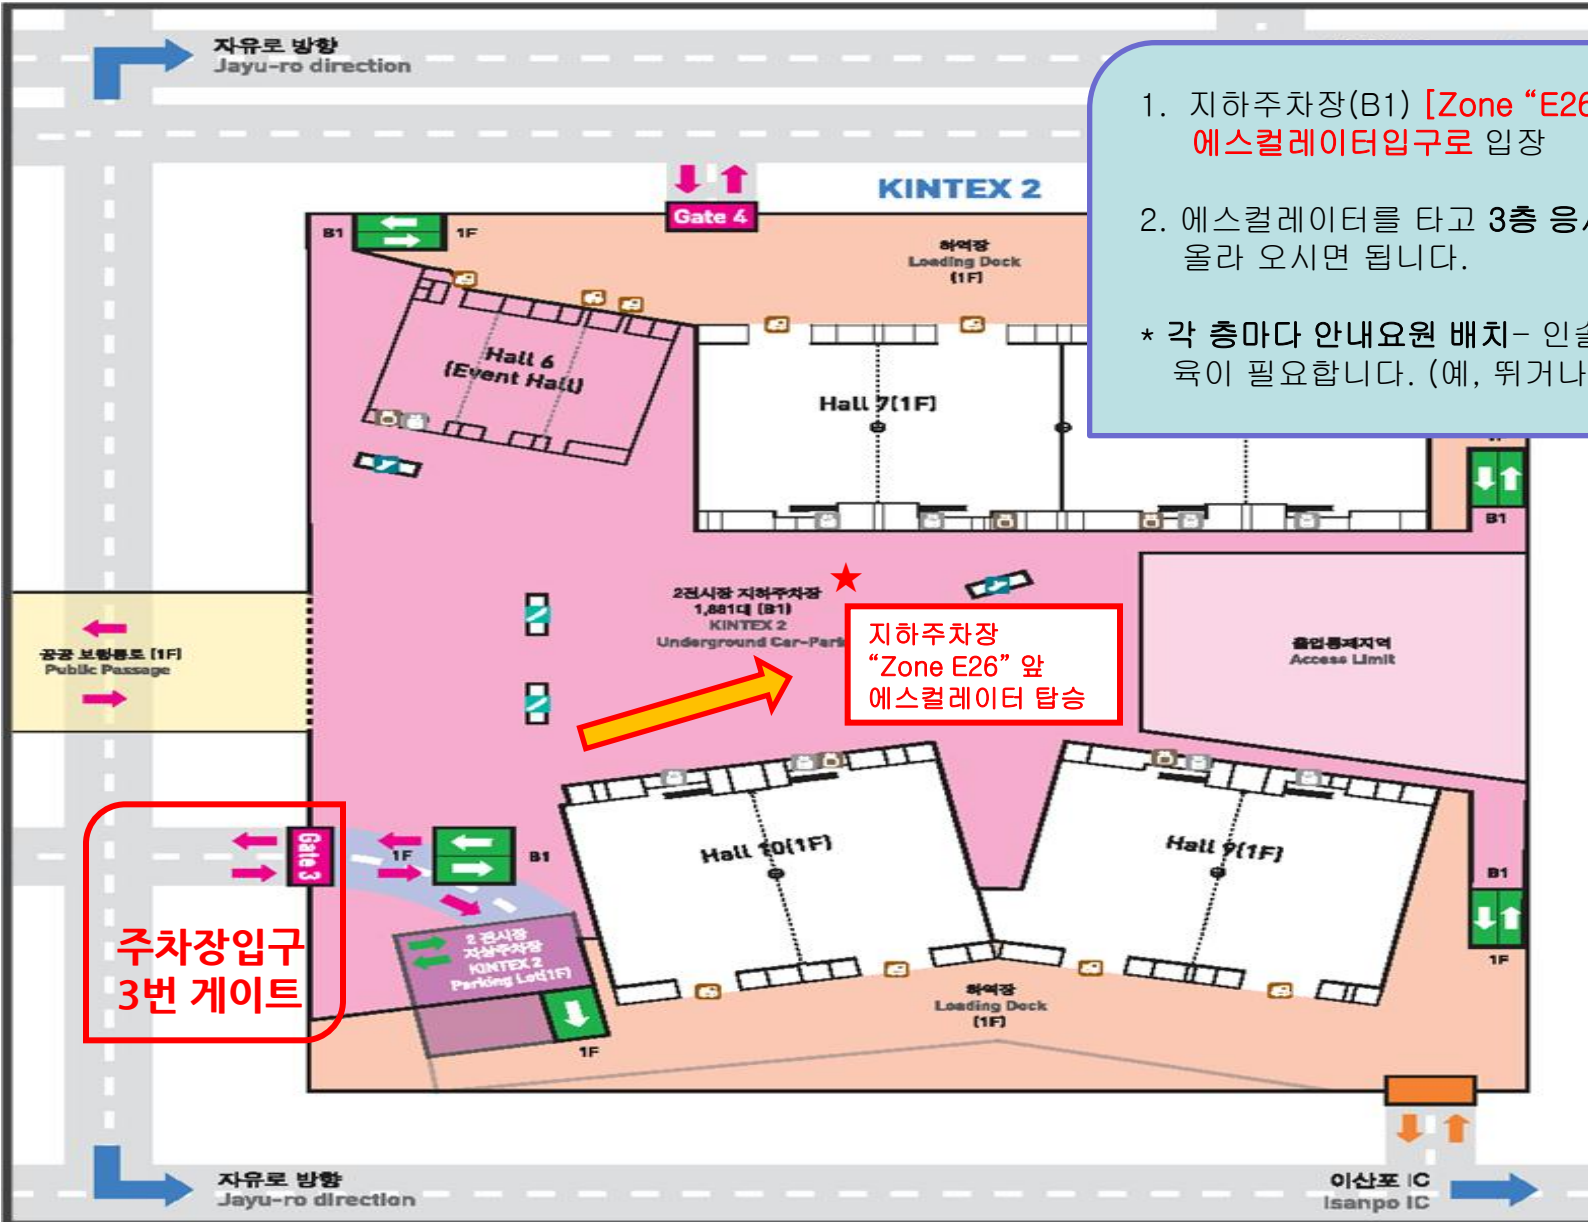 자유로 방향
Jayu-ro direction
1. 지하주차장(B1) [Zone “E26
에스컬레이터입구로 입장
2. 에스컬레이터를 타고 3층
올라 오시면 됩니다.
* 각 층마다 안내요원 배치- 인솔
육이 필요합니다. (예, 뛰거나
KINTEX 2
Gate 4
B1
1F
하역장
Loading Dock
(1F)
Hall 6
(Event Hall)
Hall 7(1F)
B1
2전시장 지하주차장
1,881대 (B1)
KINTEX 2
Underground Car-Park
지하주차장
“Zone E26” 앞
에스컬레이터 탑승
출입통제지역
Access Limit
공공 보행통로 (1F)
Public Passage
Gate 3
1F
B1
Hall 10(1F)
Hall 9(1F)
B1
1F
주차장입구
3번 게이트
2 전시장
지상주차장
KINTEX 2
Parking Lot(1F)
1F
하역장
Loading Dock
(1F)
자유로 방향
Jayu-ro direction
이산포 IC
Isanpo IC